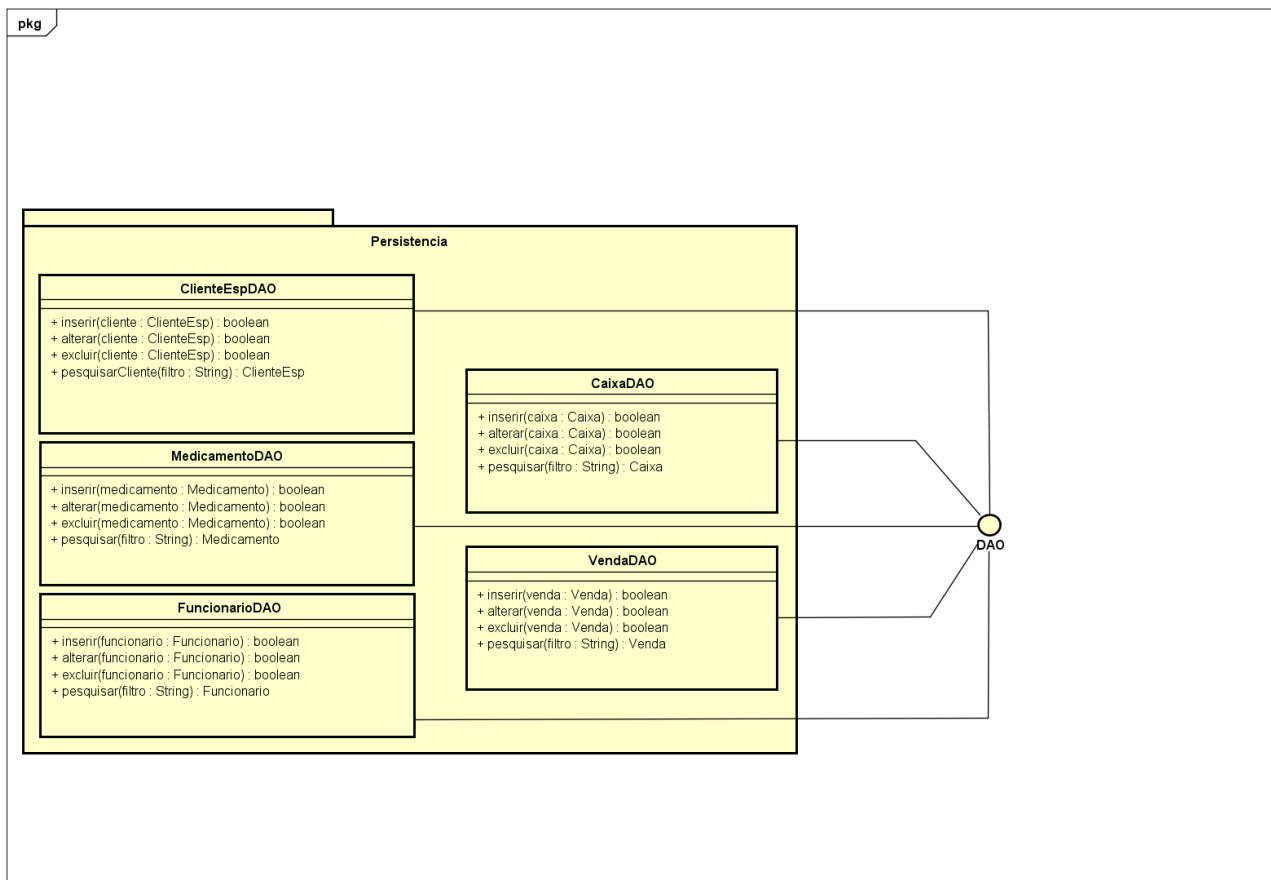 pkg
Persistencia
ClienteEspDAO
+ inserir(cliente : ClienteEsp) : boolean
+ alterar(cliente : ClienteEsp) : boolean
+ excluir(cliente : ClienteEsp) : boolean
+ pesquisarCliente(filtro : String) : ClienteEsp
MedicamentoDAO
+ inserir(medicamento : Medicamento) : boolean
+ alterar(medicamento : Medicamento) : boolean
+ excluir(medicamento : Medicamento) : boolean
+ pesquisar(filtro : String) : Medicamento
FuncionarioDAO
+ inserir(funcionario : Funcionario) : boolean
+ alterar(funcionario : Funcionario) : boolean
+ excluir(funcionario : Funcionario) : boolean
+ pesquisar(filtro : String) : Funcionario
CaixaDAO
+ inserir(caixa : Caixa) : boolean
+ alterar(caixa : Caixa) : boolean
+ excluir(caixa : Caixa) : boolean
+ pesquisar(filtro : String) : Caixa
VendaDAO
+ inserir(venda : Venda) : boolean
+ alterar(venda : Venda) : boolean
+ excluir(venda : Venda) : boolean
+ pesquisar(filtro : String) : Venda
DAO